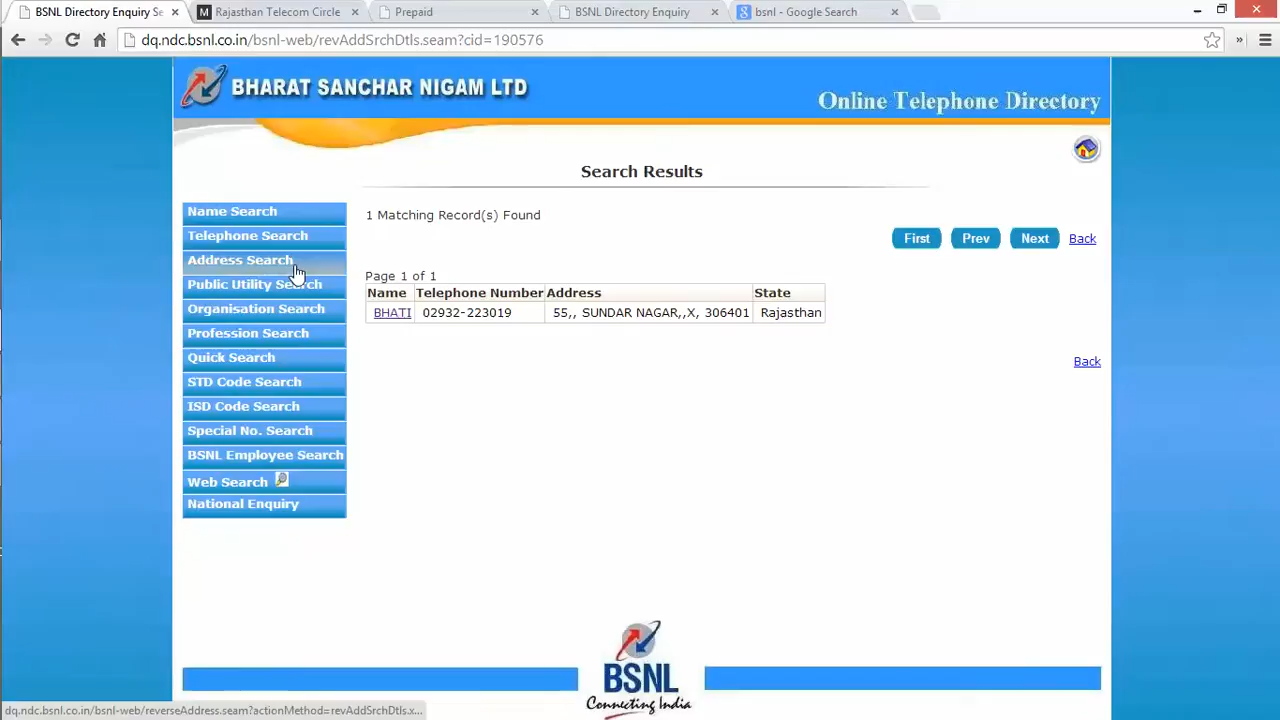 BSNL Directory Enquiry Se
Rajasthan Telecom Circle
Prepaid
BSNL Directory Enquiry
bsnl - Google Search
dq.ndc.bsnl.co.in/bsnl-web/revAddSrchDtls.seam?cid=190576
BHARAT SANCHAR NIGAM LTD
Online Telephone Directory
Search Results
Name Search
Telephone Search
Address Search
Public Utility Search
Organisation Search
Profession Search
Quick Search
STD Code Search
ISD Code Search
Special No. Search
BSNL Employee Search
Web Search
National Enquiry
1 Matching Record(s) Found
First Prev Next Back
Page 1 of 1
Name Telephone Number Address State
BHATI 02932-223019 55,, SUNDAR NAGAR,,X, 306401 Rajasthan
Back
BSNL
Connecting India
dq.ndc.bsnl.co.in/bsnl-web/reverseAddress.seam?actionMethod=revAddSrchDtls.x...